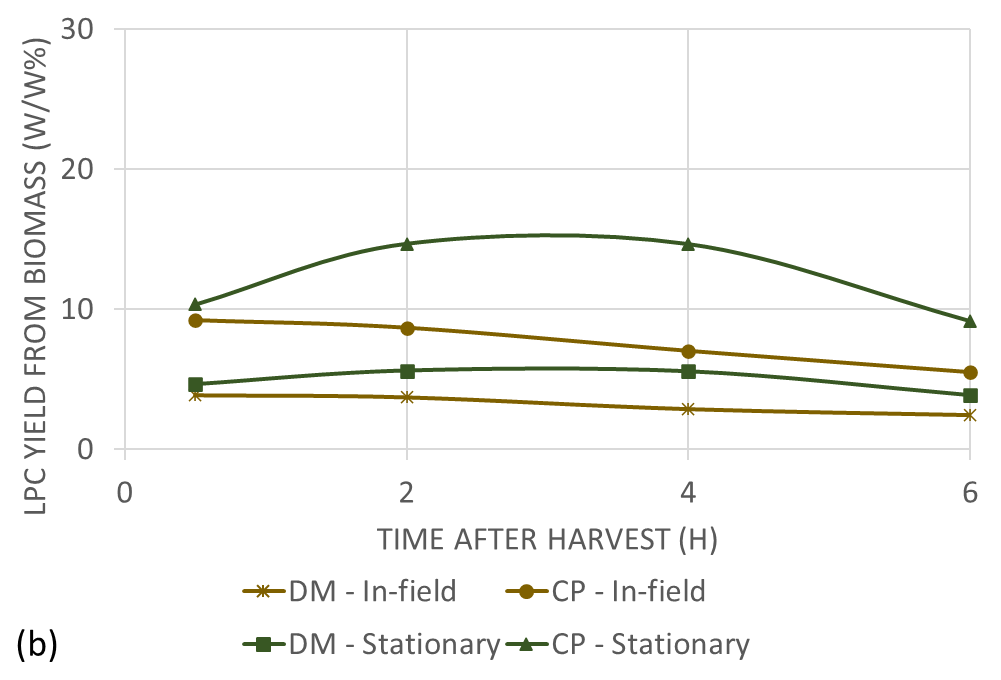 LPC YIELD FROM BIOMASS (W/W%)
30
20
10
0
0 2 4 6
TIME AFTER HARVEST (H)
DM - In-field CP - In-field
DM - Stationary CP - Stationary
(b)